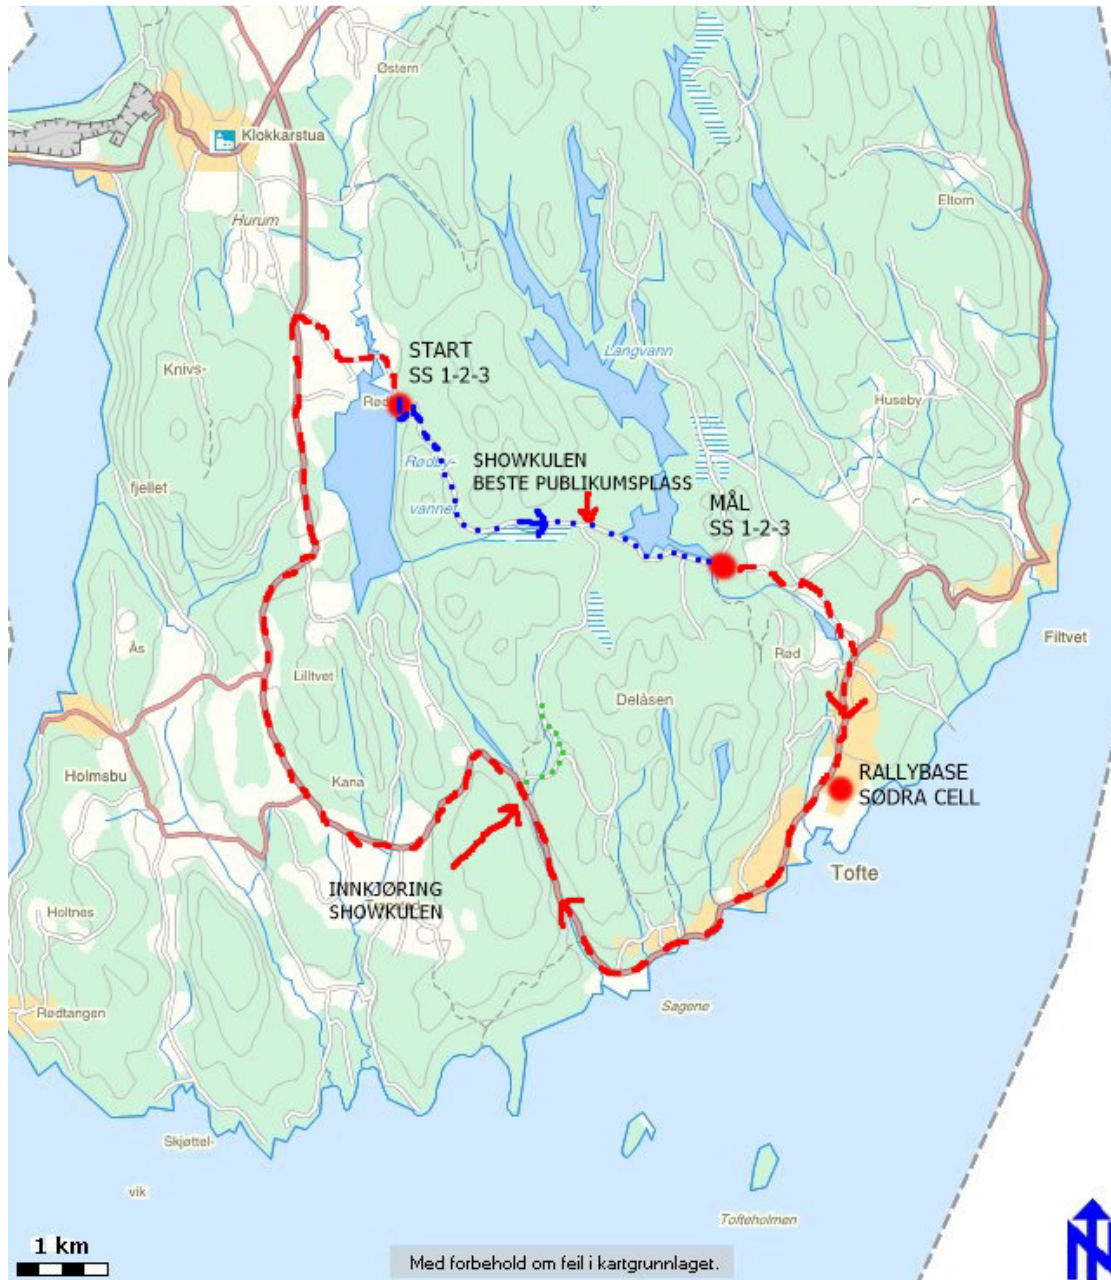 Østern
Klokkarstua
Hurum
Eltorn
START
SS 1-2-3
Langvann
Knivs-
Huseby
Rødby-
SHOWKULEN
BESTE PUBLIKUMSPLASS
fjellet
vannet
MÅL
SS 1-2-3
Filtvet
Ås
Rød
Lilltvet
Delåsen
Holmsbu
Kana
RALLYBASE
SØDRA CELL
Tofte
INNKJØRING
SHOWKULEN
Holtnes
Rødtangen
Sagene
Skjøttel-
vik
Tofteholmen
1 km
Med forbehold om feil i kartgrunnlaget.
N